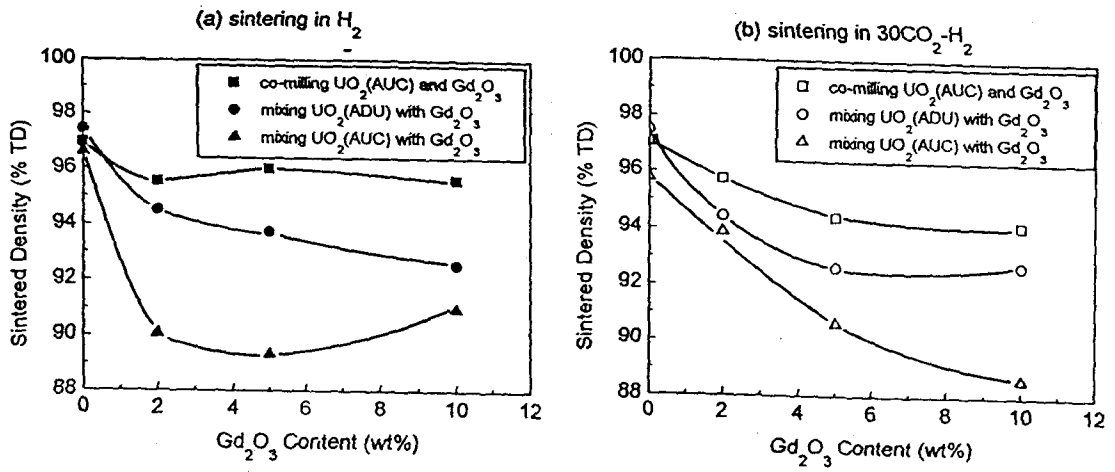 (a) sintering in H2
100
98
96
94
92
90
88
Sintered Density (% TD)
co-milling UO2(AUC) and Gd2O3
mixing UO2(ADU) with Gd2O3
mixing UO2(AUC) with Gd2O3
0 2 4 6 8 10 12
Gd2O3 Content (wt%)
(b) sintering in 30CO2-H2
100
98
96
94
92
90
88
Sintered Density (% TD)
co-milling UO2(AUC) and Gd2O3
mixing UO2(ADU) with Gd2O3
mixing UO2(AUC) with Gd2O3
0 2 4 6 8 10 12
Gd2O3 Content (wt%)